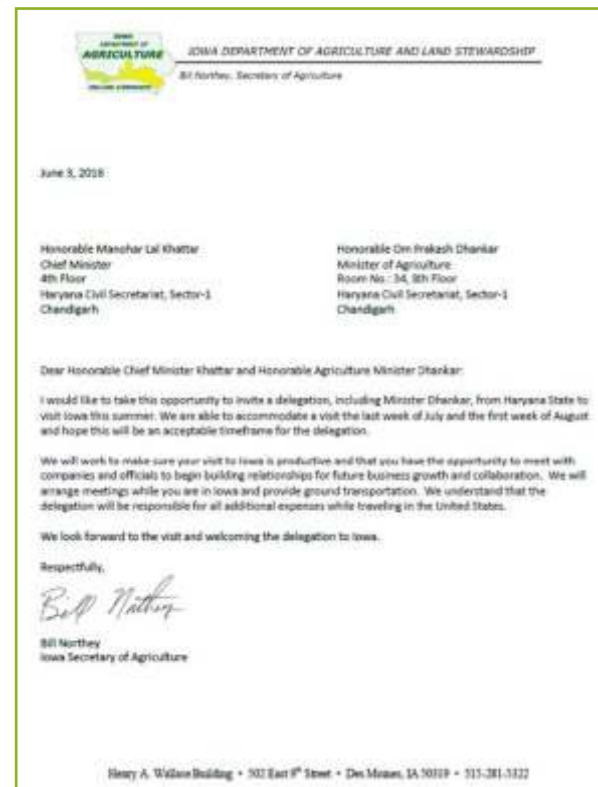 IOWA
DEPARTMENT OF
AGRICULTURE
AND LAND STEWARDSHIP
IOWA DEPARTMENT OF AGRICULTURE AND LAND STEWARDSHIP
Bill Northey, Secretary of Agriculture
June 3,
Honorable Manohar Lal Khattar
Chief Minister
4th Floor
Haryana Civil Secretariat, Sector-1
Chandigarh
Honorable Om Prakash Dhankar
Minister of Agriculture
Room No.: 34, 8th Floor
Haryana Civil Secretariat, Sector-1
Chandigarh
Dear Honorable Chief Minister Khattar and Honorable Agriculture Minister Dhankar:
I would like to take this opportunity to invite a delegation, including Minister Dhankar, from Haryana State to
visit Iowa this summer. We are able to accommodate a visit the last week of July and the first week of August
and hope this will be an acceptable timeframe for the delegation.
We will work to make sure your visit to Iowa is productive and that you have the opportunity to meet with
companies and officials to begin building relationships for future business growth and collaboration. We will
arrange meetings while you are in Iowa and provide ground transportation. We understand that the
delegation will be responsible for all additional expenses while traveling in the United States.
We look forward to the visit and welcoming the delegation to Iowa.
Respectfully,
Bill Northey
Bill Northey
Iowa Secretary of Agriculture
Henry A. Wallace Building • 502 East 9th Street • Des Moines, IA 50319 • 515-281-5322